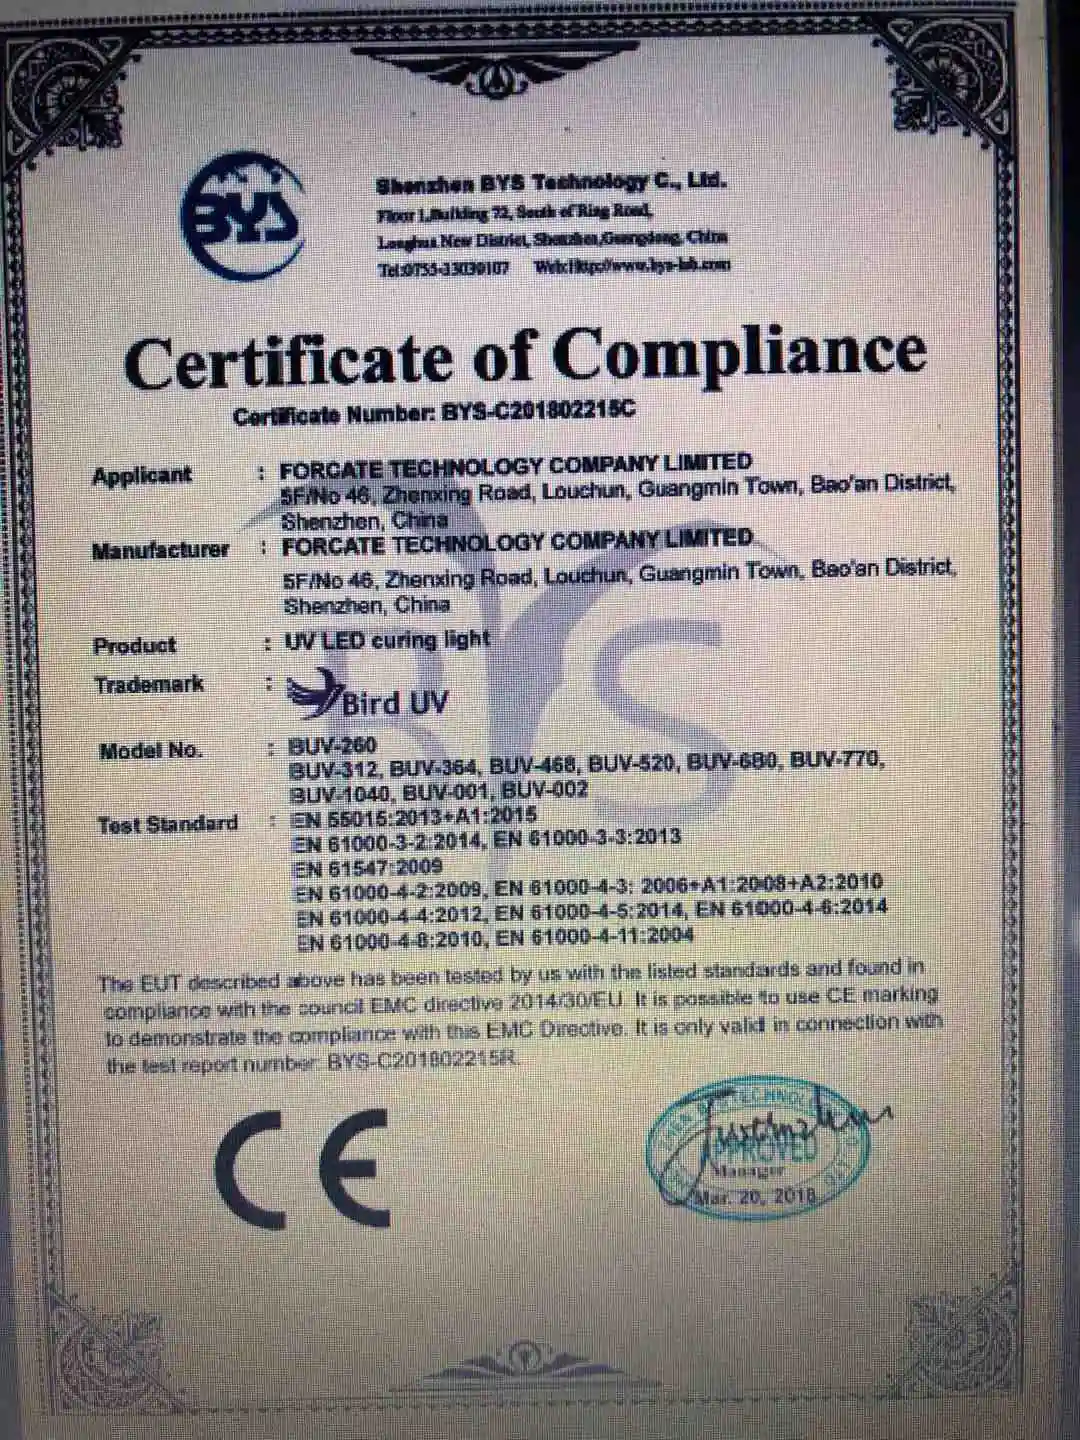 BYS
Shenzhen BYS Technology C., Ltd.
Floor 1,Building 72, South of Ring Road,
Longhua New District, Shenzhen,Guangdong, China
Certificate of Compliance
Certificate Number: BYS-C201802215C
Applicant : FORCATE TECHNOLOGY COMPANY LIMITED
5F/No 46, Zhenxing Road, Louchun, Guangmin Town, Bao'an District,
Shenzhen, China
Manufacturer : FORCATE TECHNOLOGY COMPANY LIMITED
5F/No 46, Zhenxing Road, Louchun, Guangmin Town, Bao'an District,
Shenzhen, China
Product : UV LED curing light
Trademark : Bird UV
Model No. : BUV-260
BUV-312, BUV-364, BUV-468, BUV-520, BUV-680, BUV-770,
BUV-1040, BUV-001, BUV-002
Test Standard : EN 55015:2013+A1:2015
EN 61000-3-2:2014, EN 61000-3-3:2013
EN 61547:2009
EN 61000-4-2:2009, EN 61000-4-3: 2006+A1:2008+A2:2010
EN 61000-4-4:2012, EN 61000-4-5:2014, EN 61000-4-6:2014
EN 61000-4-8:2010, EN 61000-4-11:2004
The EUT described above has been tested by us with the listed standards and found in
compliance with the council EMC directive 2014/30/EU. It is possible to use CE marking
to demonstrate the compliance with this EMC Directive. It is only valid in connection with
the test report number: BYS-C201802215R.
CE
APPROVED
Manager
Mar. 20, 2018